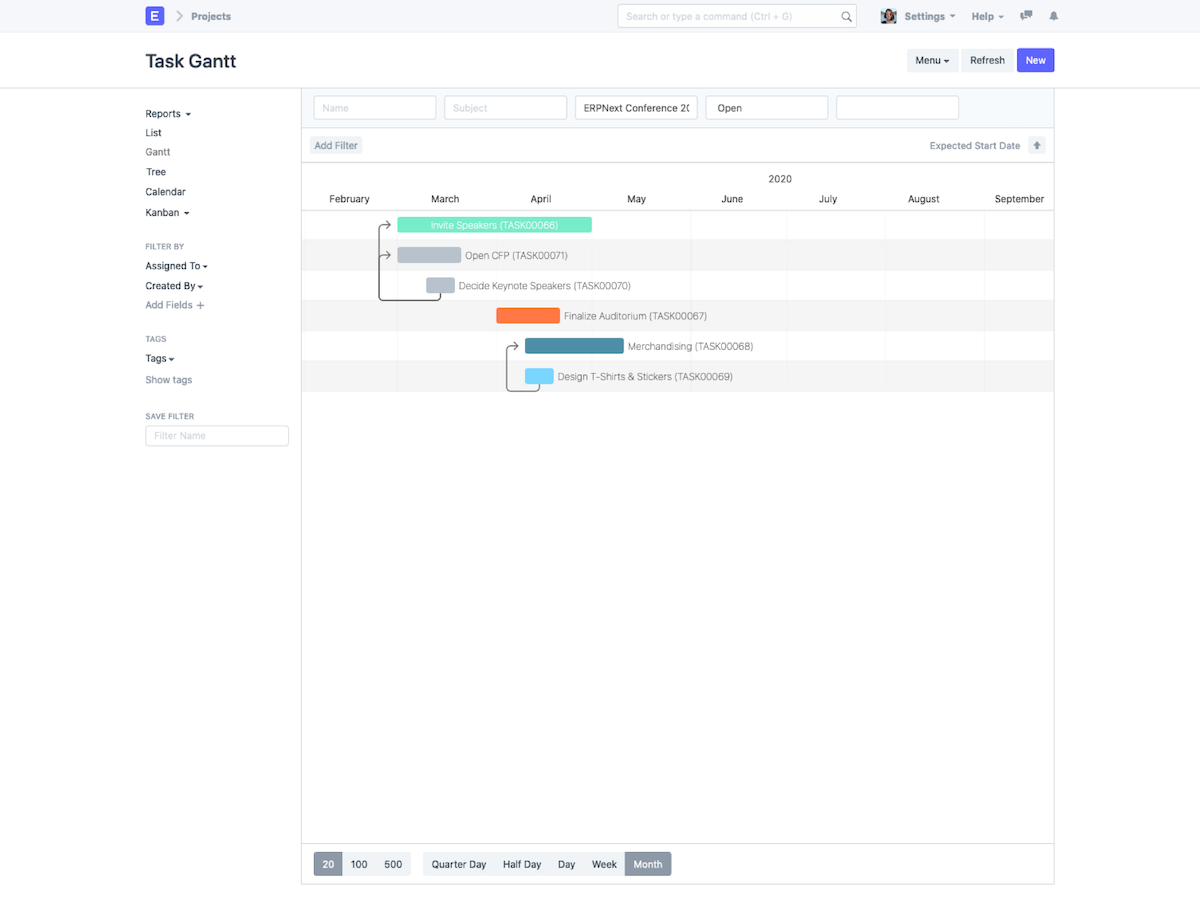 E Projects Search or type a command (Ctrl + G) Settings Help
Task Gantt Menu Refresh New
Name Subject ERPNext Conference 20 Open
Reports
List
Gantt
Tree
Calendar
Kanban
FILTER BY
Assigned To
Created By
Add Fields +
TAGS
Tags
Show tags
SAVE FILTER
Filter Name
Add Filter Expected Start Date
2020
February March April May June July August September
Invite Speakers (TASK00066)
Open CFP (TASK00071)
Decide Keynote Speakers (TASK00070)
Finalize Auditorium (TASK00067)
Merchandising (TASK00068)
Design T-Shirts & Stickers (TASK00069)
20 100 500 Quarter Day Half Day Day Week Month